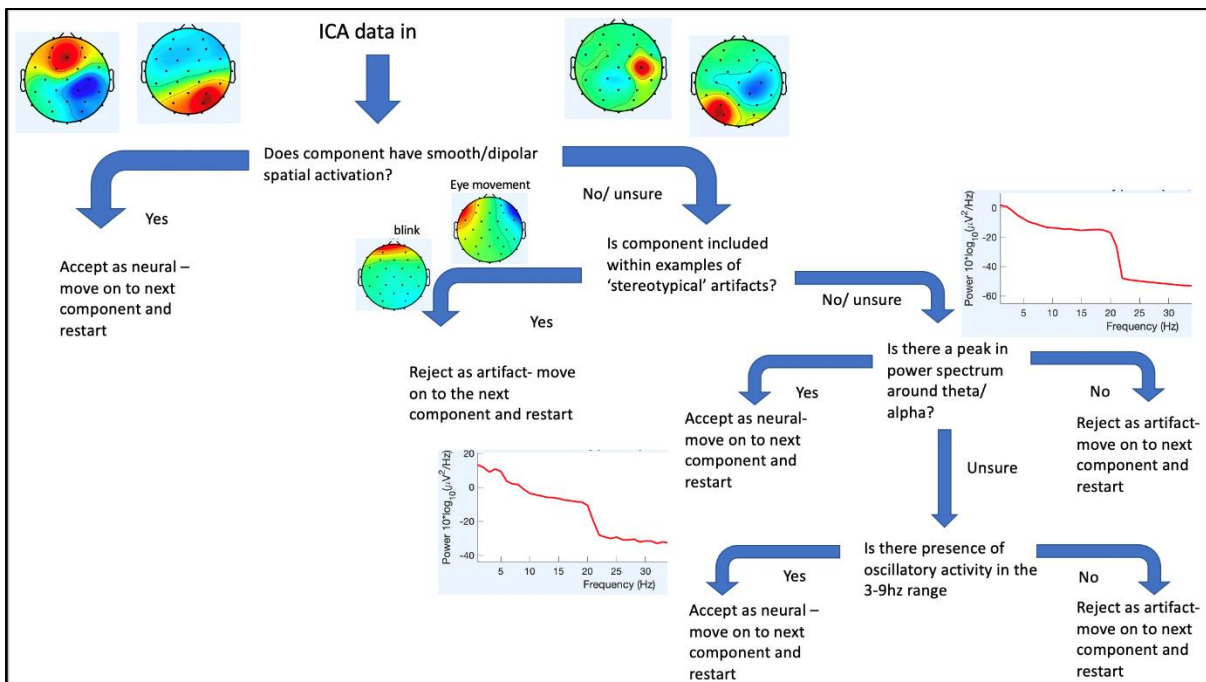 ICA data in
Does component have smooth/dipolar
spatial activation?
Yes
Accept as neural –
move on to next
component and
restart
No/ unsure
Eye movement
blink
Is component included
within examples of
‘stereotypical’ artifacts?
Yes
Reject as artifact- move
on to the next
component and restart
No/ unsure
Power 10*log10(μV2/Hz)
0
-20
-40
-60
5
10
15
20
25
30
Frequency (Hz)
Is there a peak in
power spectrum
around theta/
alpha?
Yes
Accept as neural-
move on to next
component and
restart
No
Reject as artifact-
move on to next
component and
restart
Unsure
Power 10*log10(μV2/Hz)
20
0
-20
-40
5
10
15
20
25
30
Frequency (Hz)
Is there presence of
oscillatory activity in the
3-9hz range
Yes
Accept as neural –
move on to next
component and
restart
No
Reject as artifact-
move on to next
component and
restart